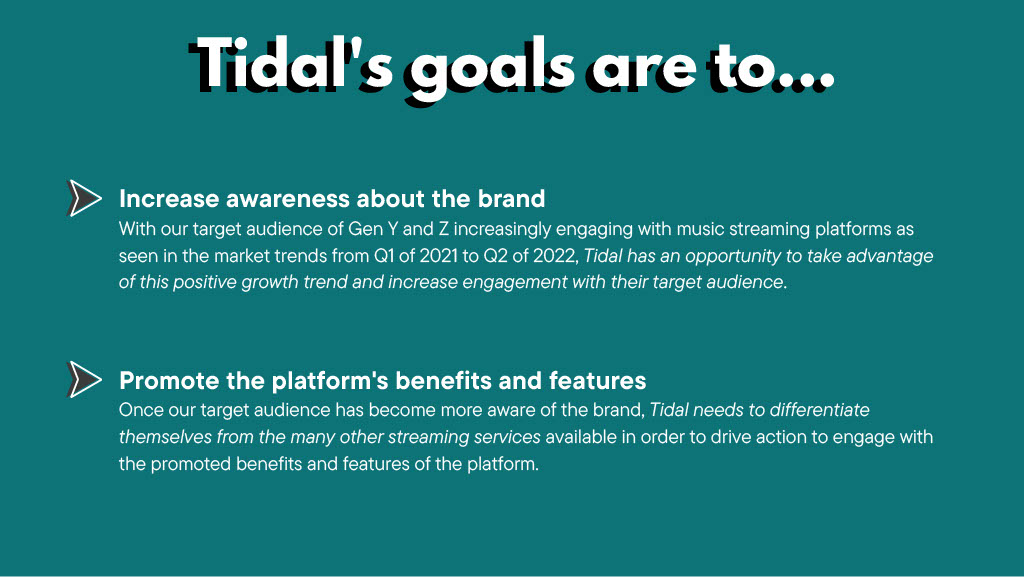 Tidal's goals are to...
Increase awareness about the brand
With our target audience of Gen Y and Z increasingly engaging with music streaming platforms as
seen in the market trends from Q1 of 2021 to Q2 of 2022, Tidal has an opportunity to take advantage
of this positive growth trend and increase engagement with their target audience.
Promote the platform's benefits and features
Once our target audience has become more aware of the brand, Tidal needs to differentiate
themselves from the many other streaming services available in order to drive action to engage with
the promoted benefits and features of the platform.